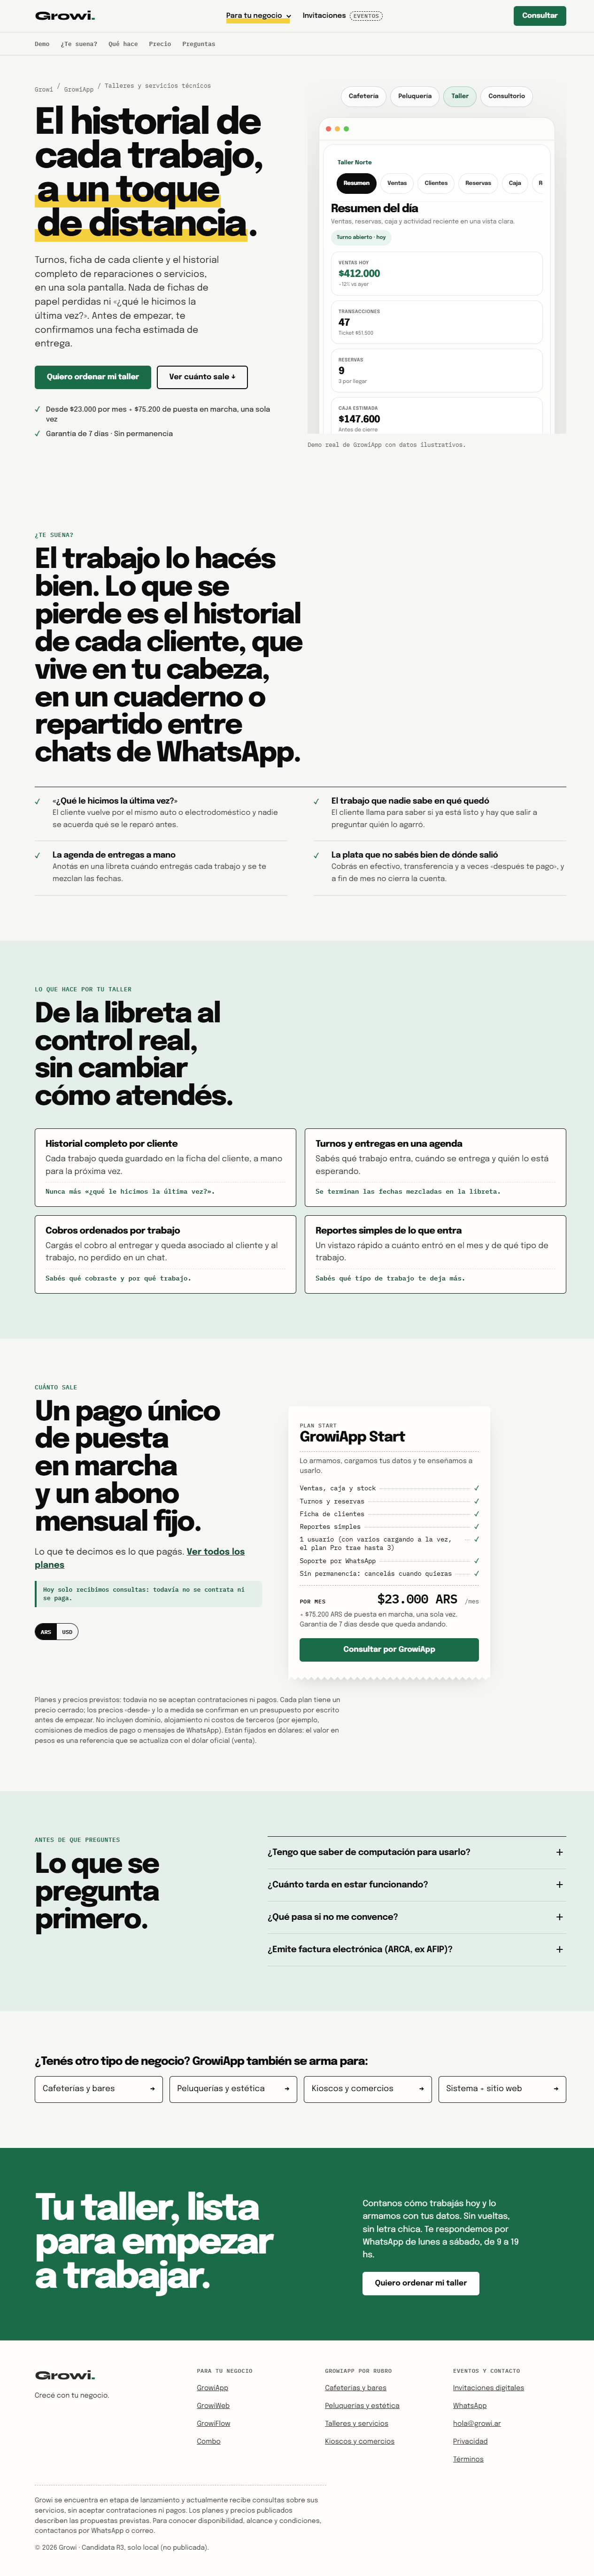 Growi.
Para tu negocio
Invitaciones EVENTOS
Consultar
Demo ¿Te suena? Qué hace Precio Preguntas
Growi / GrowiApp / Talleres y servicios técnicos
El historial de
cada trabajo,
a un toque
de distancia.
Turnos, ficha de cada cliente y el historial
completo de reparaciones o servicios,
en una sola pantalla. Nada de fichas de
papel perdidas ni «¿qué le hicimos la
última vez?». Antes de empezar, te
confirmamos una fecha estimada de
entrega.
Quiero ordenar mi taller
Ver cuánto sale ↓
✓ Desde $23.000 por mes + $75.200 de puesta en marcha, una sola
vez
✓ Garantía de 7 días · Sin permanencia
Cafetería Peluquería Taller Consultorio
Taller Norte
Resumen Ventas Clientes Reservas Caja R
Resumen del día
Ventas, reservas, caja y actividad reciente en una vista clara.
Turno abierto · hoy
VENTAS HOY
$412.000
+12% vs ayer
TRANSACCIONES
47
Ticket $51.500
RESERVAS
9
3 por llegar
CAJA ESTIMADA
$147.600
Antes de cierre
Demo real de GrowiApp con datos ilustrativos.
¿TE SUENA?
El trabajo lo hacés
bien. Lo que se
pierde es el historial
de cada cliente, que
vive en tu cabeza,
en un cuaderno o
repartido entre
chats de WhatsApp.
✓ «¿Qué le hicimos la última vez?»
El cliente vuelve por el mismo auto o electrodoméstico y nadie
se acuerda qué se le reparó antes.
✓ El trabajo que nadie sabe en qué quedó
El cliente llama para saber si ya está listo y hay que salir a
preguntar quién lo agarró.
✓ La agenda de entregas a mano
Anotás en una libreta cuándo entregás cada trabajo y se te
mezclan las fechas.
✓ La plata que no sabés bien de dónde salió
Cobrás en efectivo, transferencia y a veces «después te pago», y
a fin de mes no cierra la cuenta.
LO QUE HACE POR TU TALLER
De la libreta al
control real,
sin cambiar
cómo atendés.
Historial completo por cliente
Cada trabajo queda guardado en la ficha del cliente, a mano
para la próxima vez.
Nunca más «¿qué le hicimos la última vez?».
Turnos y entregas en una agenda
Sabés qué trabajo entra, cuándo se entrega y quién lo está
esperando.
Se terminan las fechas mezcladas en la libreta.
Cobros ordenados por trabajo
Cargás el cobro al entregar y queda asociado al cliente y al
trabajo, no perdido en un chat.
Sabés qué cobraste y por qué trabajo.
Reportes simples de lo que entra
Un vistazo rápido a cuánto entró en el mes y de qué tipo de
trabajo.
Sabés qué tipo de trabajo te deja más.
CUÁNTO SALE
Un pago único
de puesta
en marcha
y un abono
mensual fijo.
Lo que te decimos es lo que pagás. Ver todos los
planes
Hoy solo recibimos consultas: todavía no se contrata ni
se paga.
ARS USD
PLAN START
GrowiApp Start
Lo armamos, cargamos tus datos y te enseñamos a
usarlo.
Ventas, caja y stock ✓
Turnos y reservas ✓
Ficha de clientes ✓
Reportes simples ✓
1 usuario (con varios cargando a la vez, ✓
el plan Pro trae hasta 3)
Soporte por WhatsApp ✓
Sin permanencia: cancelás cuando quieras ✓
POR MES $23.000 ARS /mes
+ $75.200 ARS de puesta en marcha, una sola vez.
Garantía de 7 días desde que queda andando.
Consultar por GrowiApp
Planes y precios previstos: todavía no se aceptan contrataciones ni pagos. Cada plan tiene un
precio cerrado; los precios «desde» y lo a medida se confirman en un presupuesto por escrito
antes de empezar. No incluyen dominio, alojamiento ni costos de terceros (por ejemplo,
comisiones de medios de pago o mensajes de WhatsApp). Están fijados en dólares: el valor en
pesos es una referencia que se actualiza con el dólar oficial (venta).
ANTES DE QUE PREGUNTES
Lo que se
pregunta
primero.
¿Tengo que saber de computación para usarlo? +
¿Cuánto tarda en estar funcionando? +
¿Qué pasa si no me convence? +
¿Emite factura electrónica (ARCA, ex AFIP)? +
¿Tenés otro tipo de negocio? GrowiApp también se arma para:
Cafeterías y bares →
Peluquerías y estética →
Kioscos y comercios →
Sistema + sitio web →
Tu taller, lista
para empezar
a trabajar.
Contanos cómo trabajás hoy y lo
armamos con tus datos. Sin vueltas,
sin letra chica. Te respondemos por
WhatsApp de lunes a sábado, de 9 a 19
hs.
Quiero ordenar mi taller
Growi.
Crecé con tu negocio.
PARA TU NEGOCIO
GrowiApp
GrowiWeb
GrowiFlow
Combo
GROWIAPP POR RUBRO
Cafeterías y bares
Peluquerías y estética
Talleres y servicios
Kioscos y comercios
EVENTOS Y CONTACTO
Invitaciones digitales
WhatsApp
hola@growi.ar
Privacidad
Términos
Growi se encuentra en etapa de lanzamiento y actualmente recibe consultas sobre sus
servicios, sin aceptar contrataciones ni pagos. Los planes y precios publicados
describen las propuestas previstas. Para conocer disponibilidad, alcance y condiciones,
contactanos por WhatsApp o correo.
© 2026 Growi · Candidata R3, solo local (no publicada).